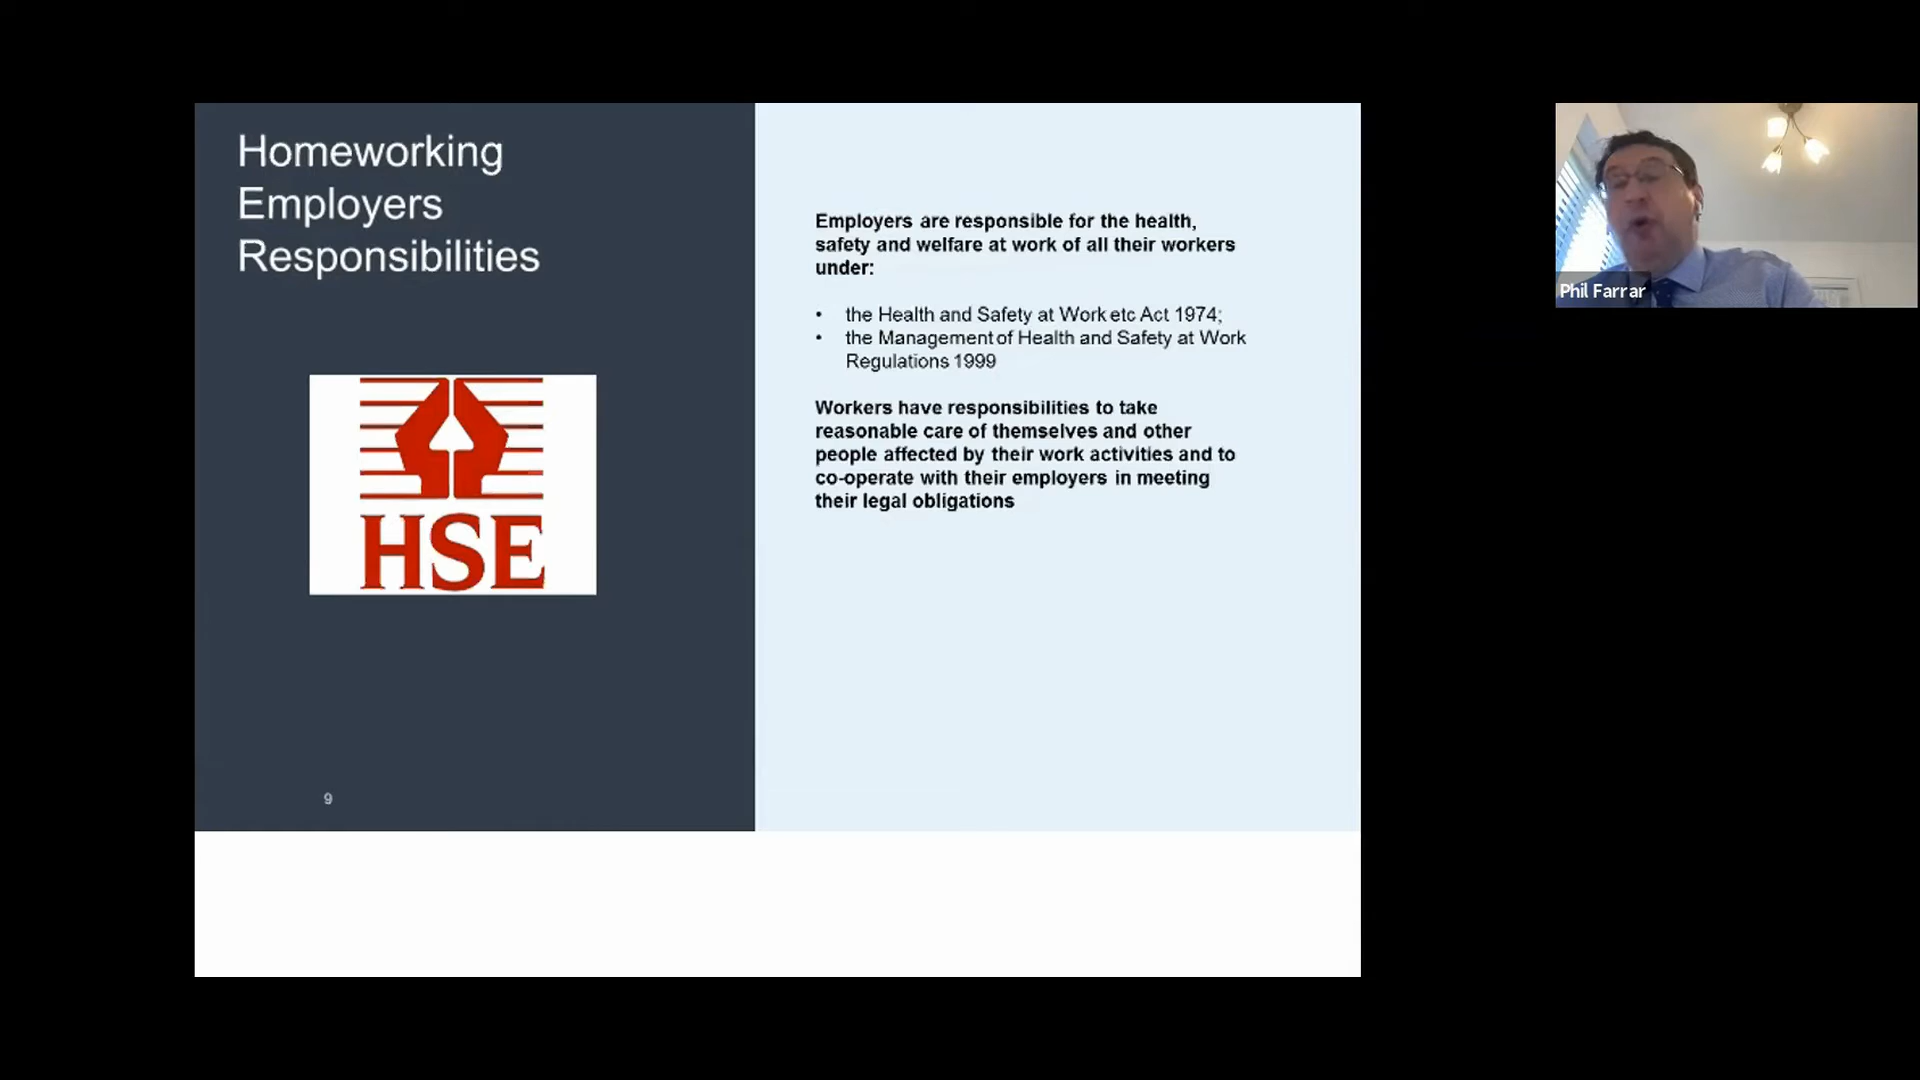 Homeworking
Employers
Responsibilities
HSE
9
Employers are responsible for the health,
safety and welfare at work of all their workers
under:
• the Health and Safety at Work etc Act 1974;
• the Management of Health and Safety at Work
Regulations 1999
Workers have responsibilities to take
reasonable care of themselves and other
people affected by their work activities and to
co-operate with their employers in meeting
their legal obligations
Phil Farrar